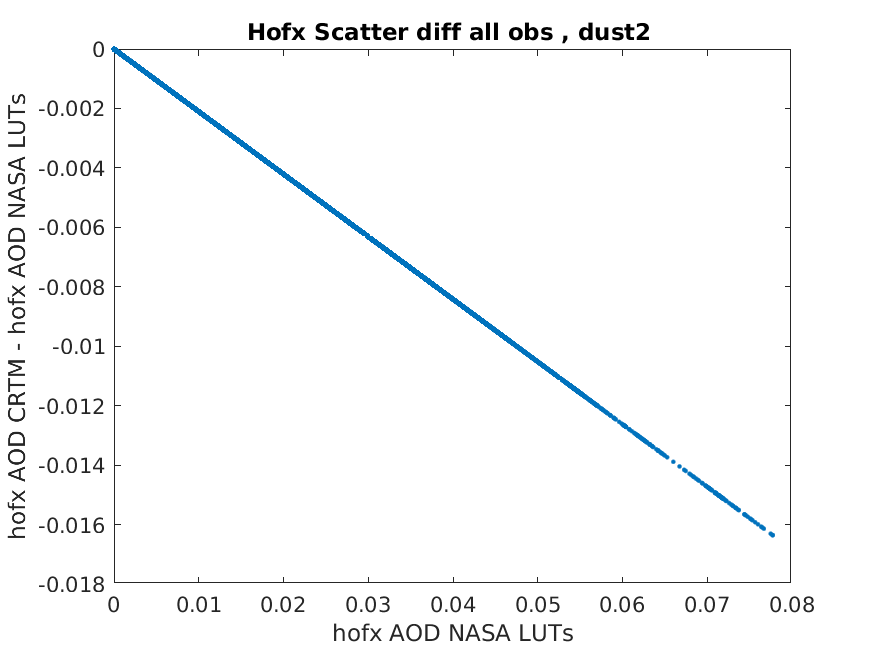 Hofx Scatter diff all obs , dust2
hofx AOD CRTM - hofx AOD NASA LUTs
0
-0.002
-0.004
-0.006
-0.008
-0.01
-0.012
-0.014
-0.016
-0.018
0 0.01 0.02 0.03 0.04 0.05 0.06 0.07 0.08
hofx AOD NASA LUTs